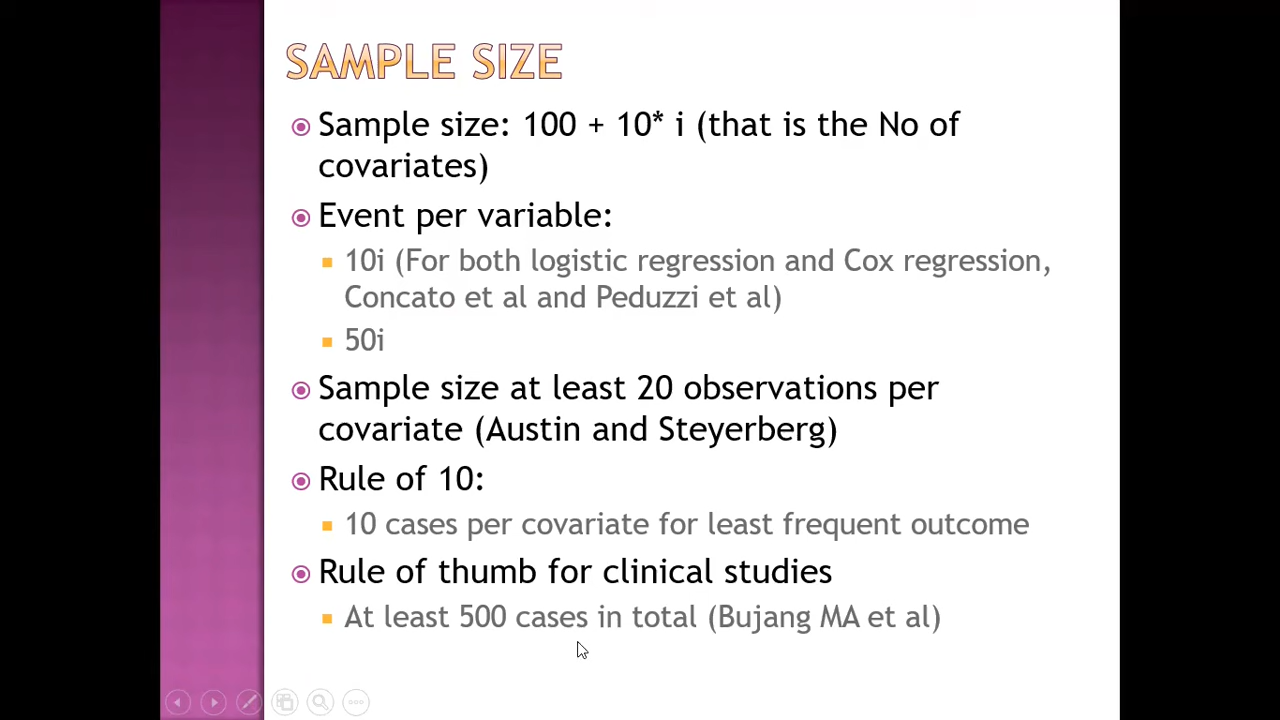 SAMPLE SIZE
Sample size: 100 + 10* i (that is the No of
covariates)
Event per variable:
10i (For both logistic regression and Cox regression,
Concato et al and Peduzzi et al)
50i
Sample size at least 20 observations per
covariate (Austin and Steyerberg)
Rule of 10:
10 cases per covariate for least frequent outcome
Rule of thumb for clinical studies
At least 500 cases in total (Bujang MA et al)